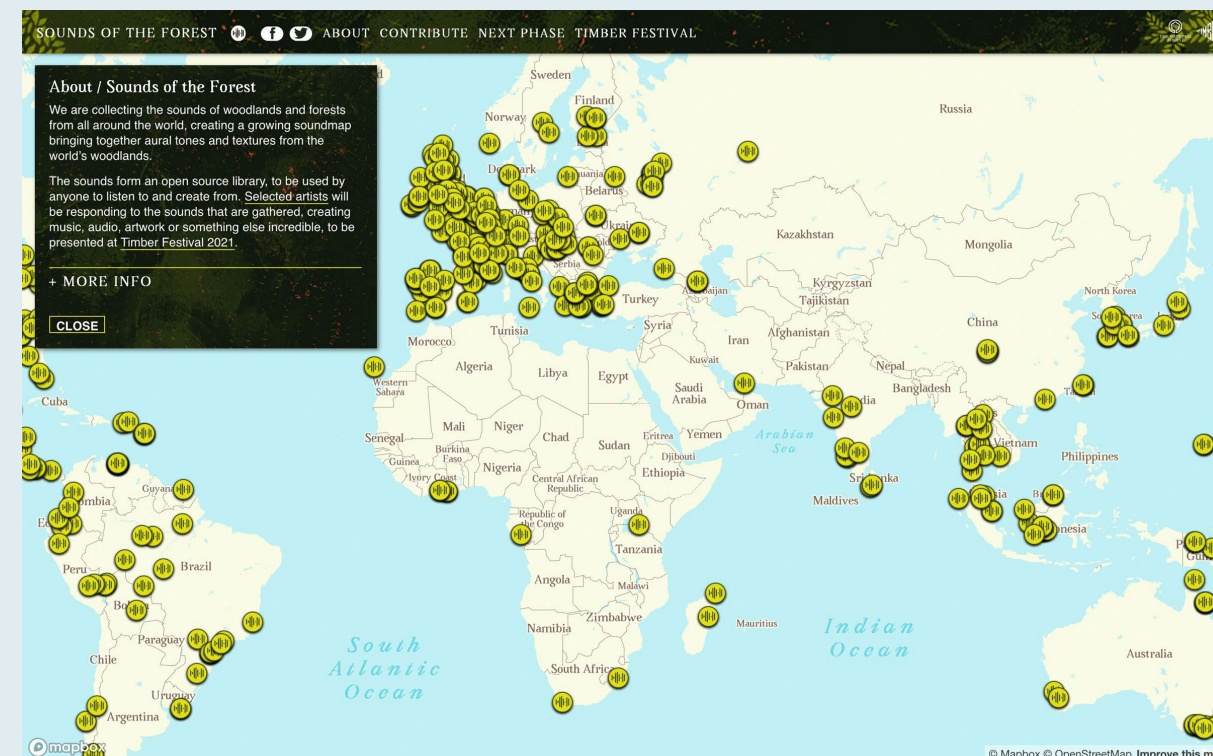 SOUNDS OF THE FOREST ABOUT CONTRIBUTE NEXT PHASE TIMBER FESTIVAL
About / Sounds of the Forest
We are collecting the sounds of woodlands and forests
from all around the world, creating a growing soundmap
bringing together aural tones and textures from the
world's woodlands.
The sounds form an open source library, to be used by
anyone to listen to and create from. Selected artists will
be responding to the sounds that are gathered, creating
music, audio, artwork or something else incredible, to be
presented at Timber Festival 2021.
+ MORE INFO
CLOSE
Sweden
Finland
Norway
Russia
Belarus
Kazakhstan
Mongolia
Serbia
Kyrgyzstan
North Korea
Turkey
Tajikistan
China
Tunisia
Syria
Afghanistan
Morocco
Iran
Algeria
Libya
Egypt
Kuwait
Pakistan
Nepal
Western
Sahara
Saudi
Arabia
Bangladesh
Oman
Cuba
Mali
Niger
Chad
Sudan
Eritrea
Yemen
Arabian
Sea
Vietnam
Senegal
Burkina
Faso
Djibouti
Philippines
Guinea
Nigeria
Ivory Coast
Central African
Republic
Ethiopia
Maldives
Guyana
Republic of
the Congo
Uganda
Tanzania
Peru
Brazil
Angola
Malawi
Zimbabwe
Mauritius
Namibia
Indian
Ocean
Paraguay
South
Atlantic
Ocean
Chile
Australia
Uruguay
Argentina
mapbox
© Mapbox © OpenStreetMap Improve this m